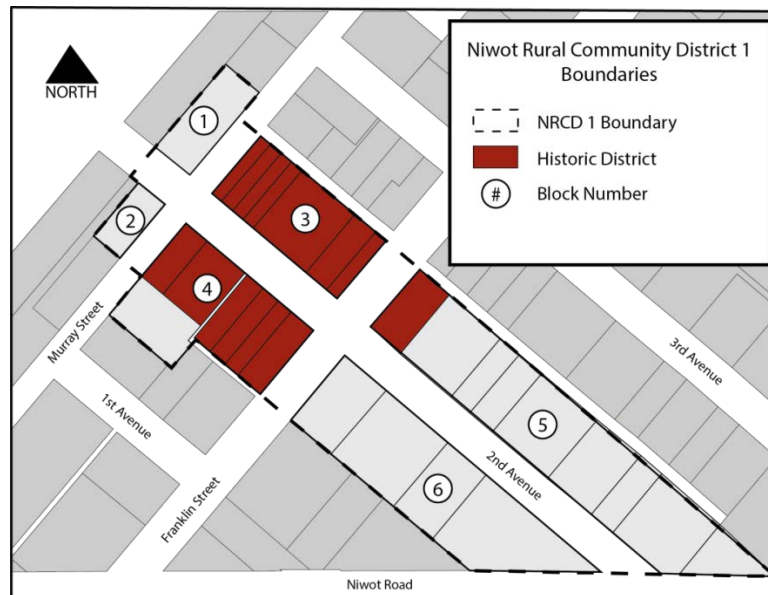 Niwot Rural Community District 1
Boundaries
NRCD 1 Boundary
Historic District
# Block Number
NORTH
1
2
3
4
5
6
Murray Street
1st Avenue
Franklin Street
2nd Avenue
3rd Avenue
Niwot Road